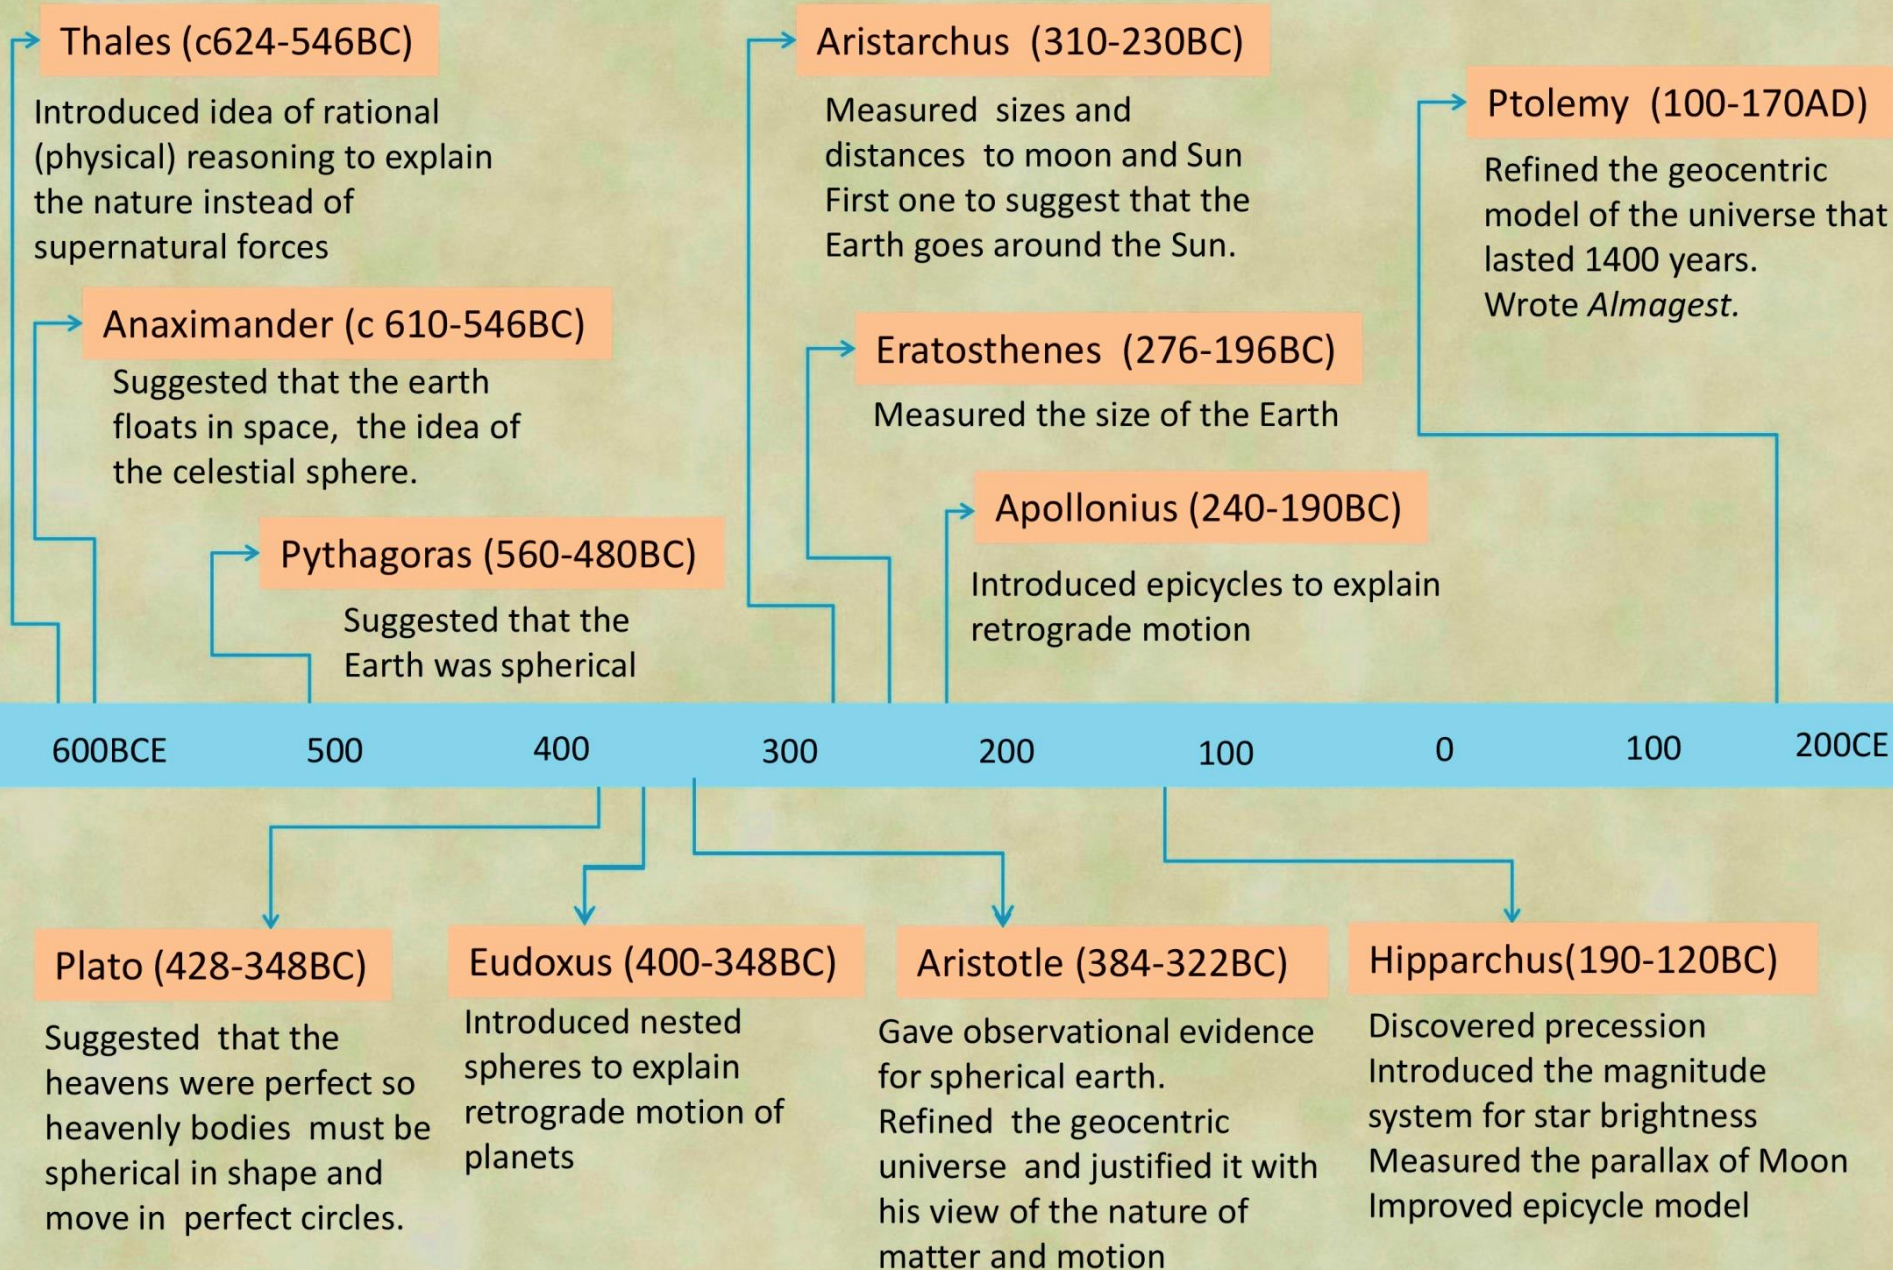 Thales (c624-546BC)
Introduced idea of rational
(physical) reasoning to explain
the nature instead of
supernatural forces
Anaximander (c 610-546BC)
Suggested that the earth
floats in space,  the idea of
the celestial sphere.
Pythagoras (560-480BC)
Suggested that the
Earth was spherical
Aristarchus  (310-230BC)
Measured  sizes and
distances  to moon and Sun
First one to suggest that the
Earth goes around the Sun.
Eratosthenes  (276-196BC)
Measured the size of the Earth
Apollonius (240-190BC)
Introduced epicycles to explain
retrograde motion
Ptolemy  (100-170AD)
Refined the geocentric
model of the universe that
lasted 1400 years.
Wrote Almagest.
600BCE 500 400 300 200 100 0 100 200CE
Plato (428-348BC)
Suggested  that the
heavens were perfect so
heavenly bodies  must be
spherical in shape and
move in  perfect circles.
Eudoxus (400-348BC)
Introduced nested
spheres to explain
retrograde motion of
planets
Aristotle (384-322BC)
Gave observational evidence
for spherical earth.
Refined  the geocentric
universe  and justified it with
his view of the nature of
matter and motion
Hipparchus(190-120BC)
Discovered precession
Introduced the magnitude
system for star brightness
Measured the parallax of Moon
Improved epicycle model